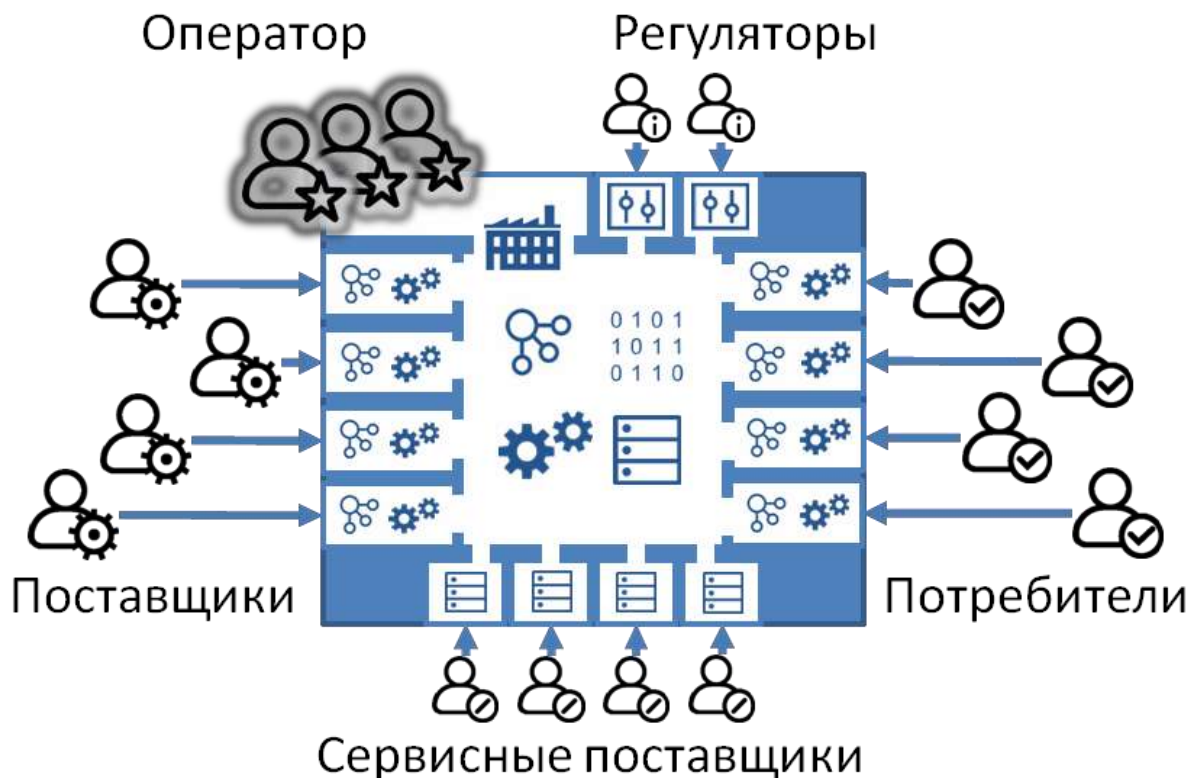 Оператор
Регуляторы
0101
1011
0110
Поставщики
Потребители
Сервисные поставщики